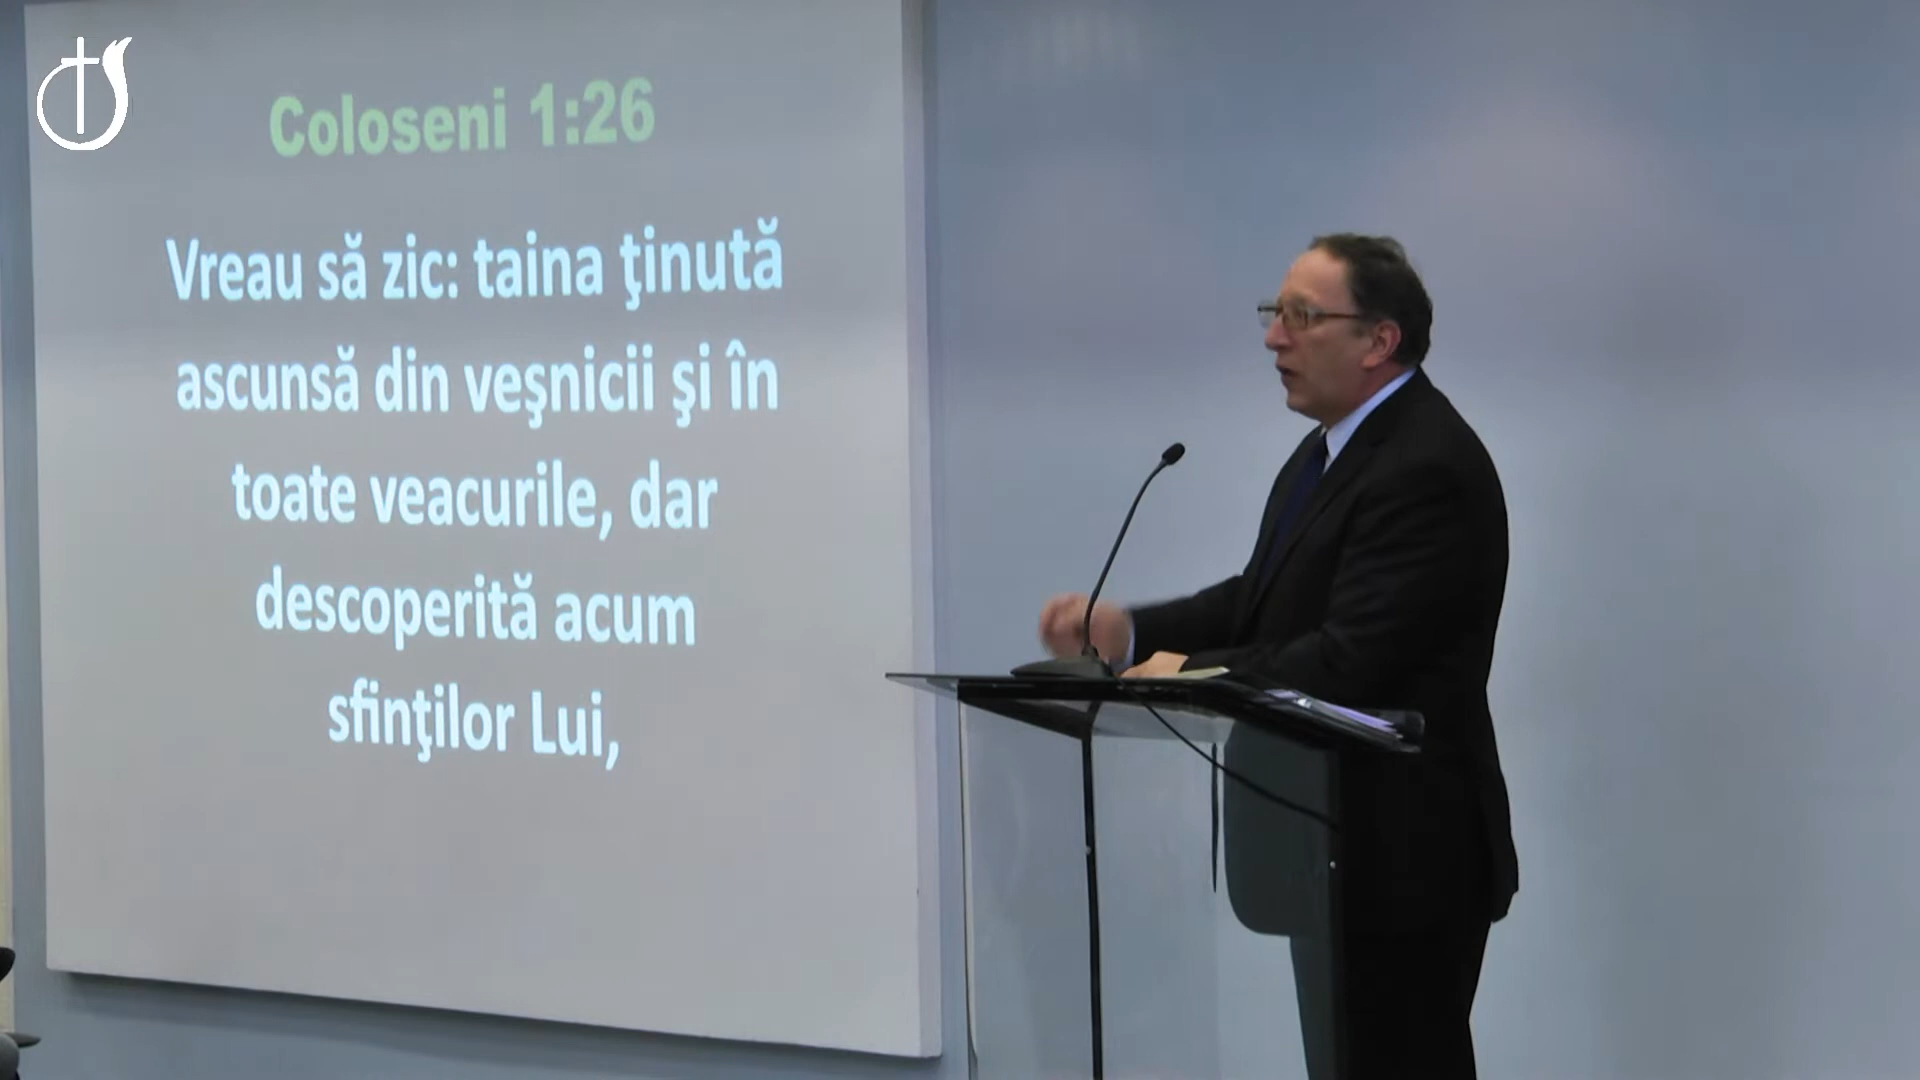 Coloseni 1:26
Vreau să zic: taina ţinută
ascunsă din veşnicii şi în
toate veacurile, dar
descoperită acum
sfinţilor Lui,